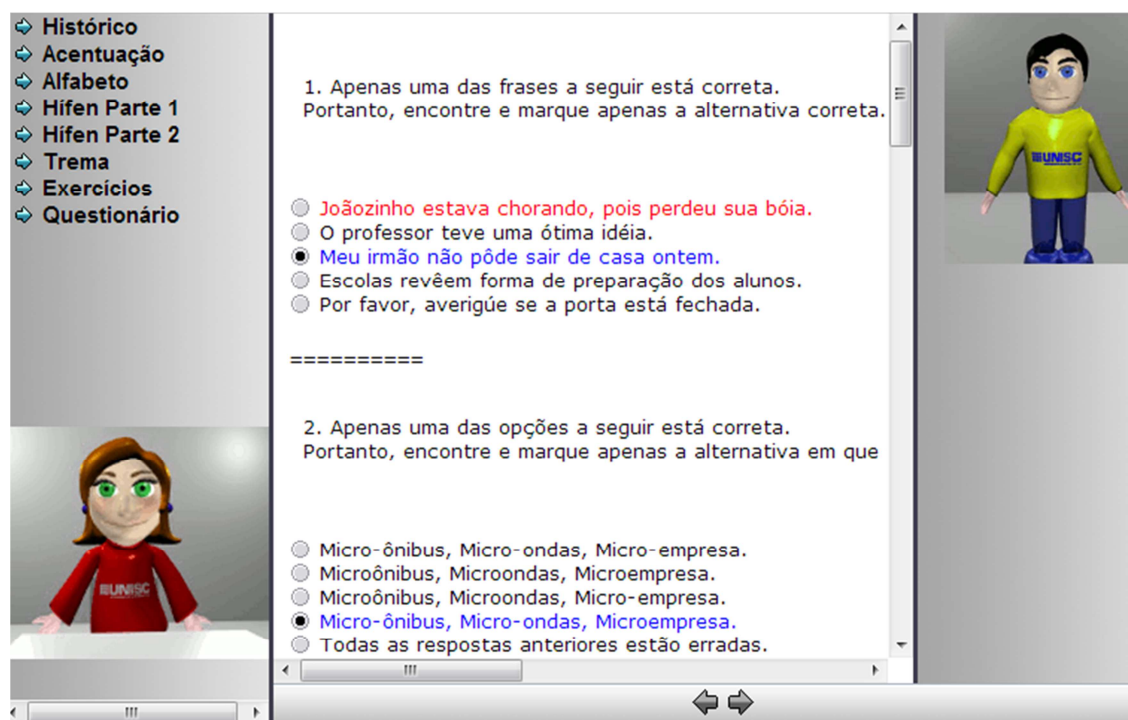 Histórico
Acentuação
Alfabeto
Hífen Parte 1
Hífen Parte 2
Trema
Exercícios
Questionário
1. Apenas uma das frases a seguir está correta.
Portanto, encontre e marque apenas a alternativa correta.
Joãozinho estava chorando, pois perdeu sua bóia.
O professor teve uma ótima idéia.
Meu irmão não pôde sair de casa ontem.
Escolas revêem forma de preparação dos alunos.
Por favor, averigúe se a porta está fechada.
==========
2. Apenas uma das opções a seguir está correta.
Portanto, encontre e marque apenas a alternativa em que
Micro-ônibus, Micro-ondas, Micro-empresa.
Microônibus, Microondas, Microempresa.
Microônibus, Microondas, Micro-empresa.
Micro-ônibus, Micro-ondas, Microempresa.
Todas as respostas anteriores estão erradas.
UNISC
UNISC